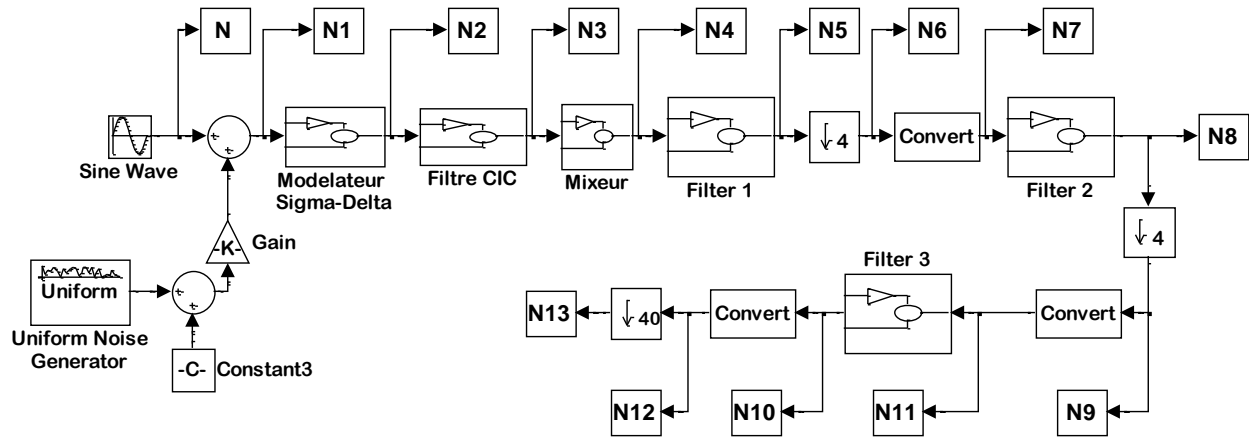 N N1 N2 N3 N4 N5 N6 N7
+
+
4
Convert
N8
Sine Wave
Modelateur
Sigma-Delta
Filtre CIC
Mixeur
Filter 1
Filter 2
-K-
Gain
4
Uniform
+
+
Uniform Noise
Generator
-C-
Constant3
Filter 3
N13
40
Convert
Convert
N12
N10
N11
N9